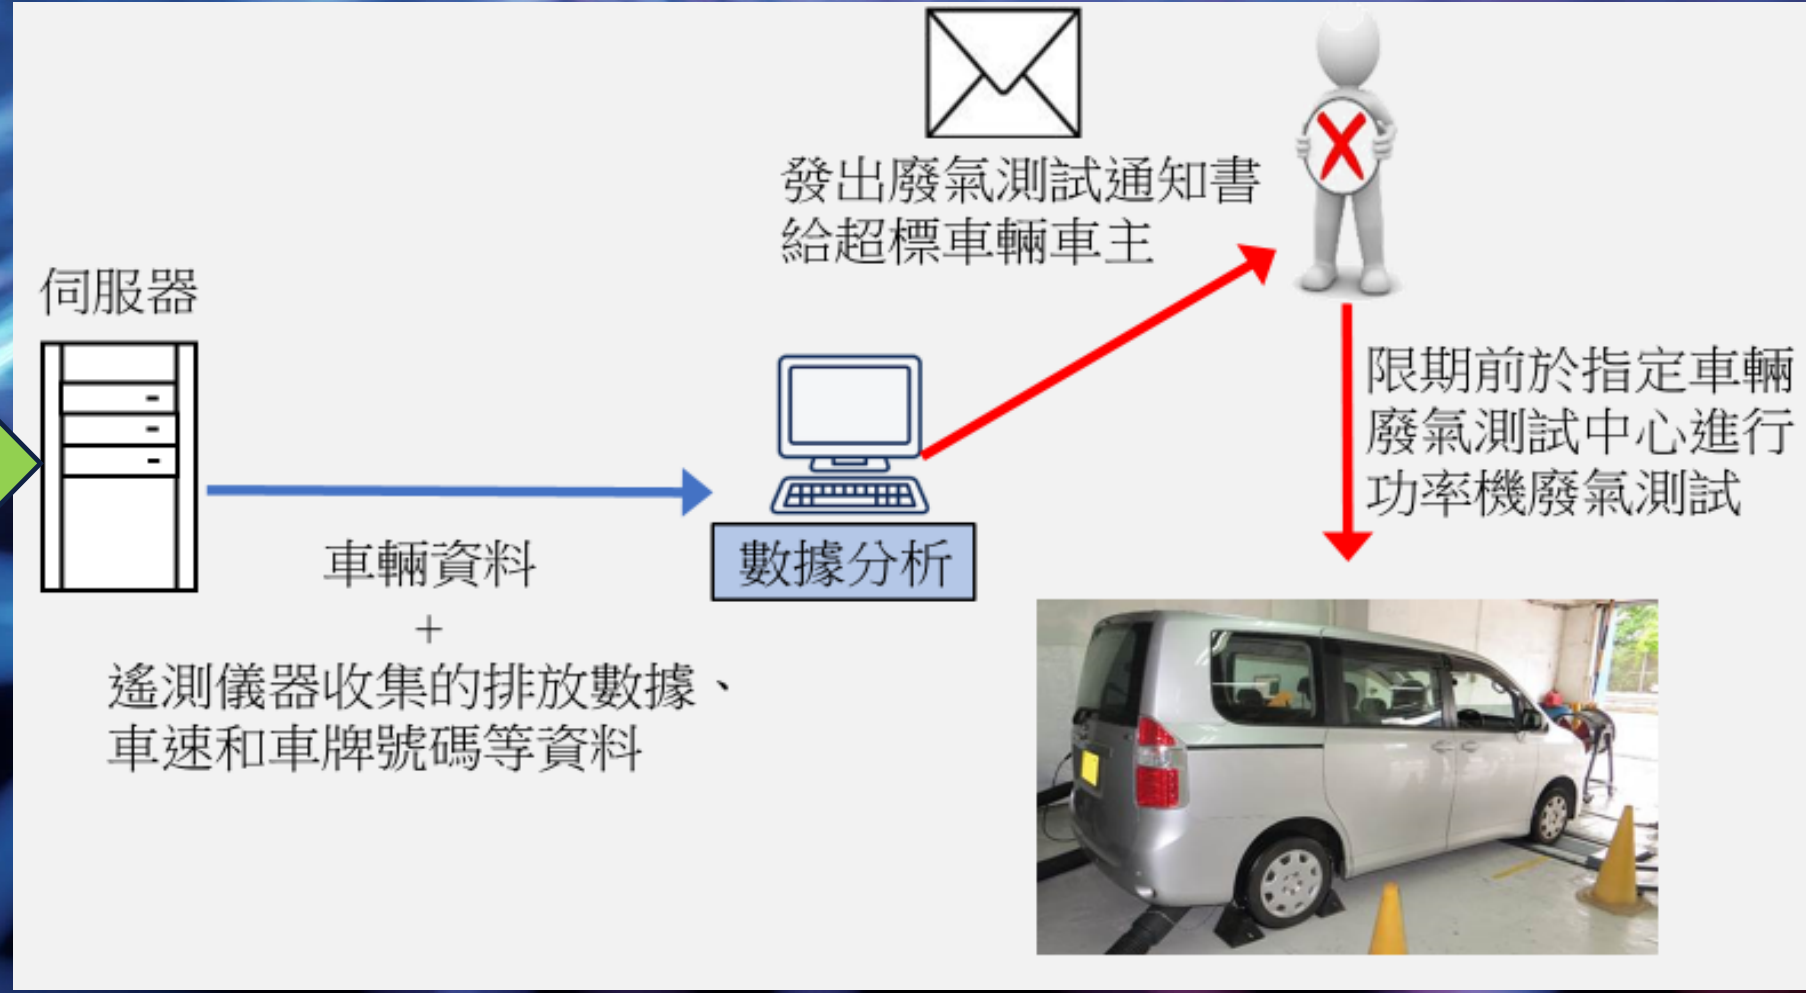 發出廢氣測試通知書
給超標車輛車主
伺服器
限期前於指定車輛
廢氣測試中心進行
功率機廢氣測試
數據分析
車輛資料
+
遙測儀器收集的排放數據、
車速和車牌號碼等資料